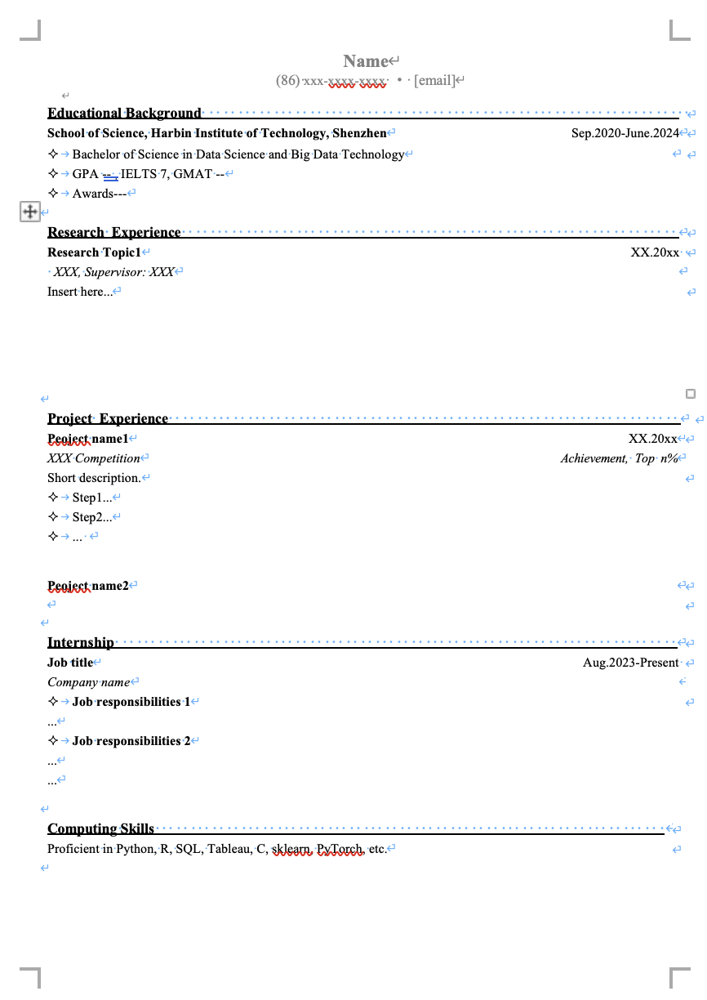 Name
(86) xxx-xxxx-xxxx • [email]
Educational Background
School of Science, Harbin Institute of Technology, Shenzhen Sep.2020-June.2024
✧ Bachelor of Science in Data Science and Big Data Technology
✧ GPA --, IELTS 7, GMAT --
✧ Awards---
Research Experience
Research Topic1 XX.20xx
XXX, Supervisor: XXX
Insert here...
Project Experience
Peoject name1 XX.20xx
XXX Competition Achievement, Top n%
Short description.
✧ Step1...
✧ Step2...
✧ ...
Peoject name2
Internship
Job title Aug.2023-Present
Company name
✧ Job responsibilities 1
...
✧ Job responsibilities 2
...
...
Computing Skills
Proficient in Python, R, SQL, Tableau, C, sklearn, PyTorch, etc.